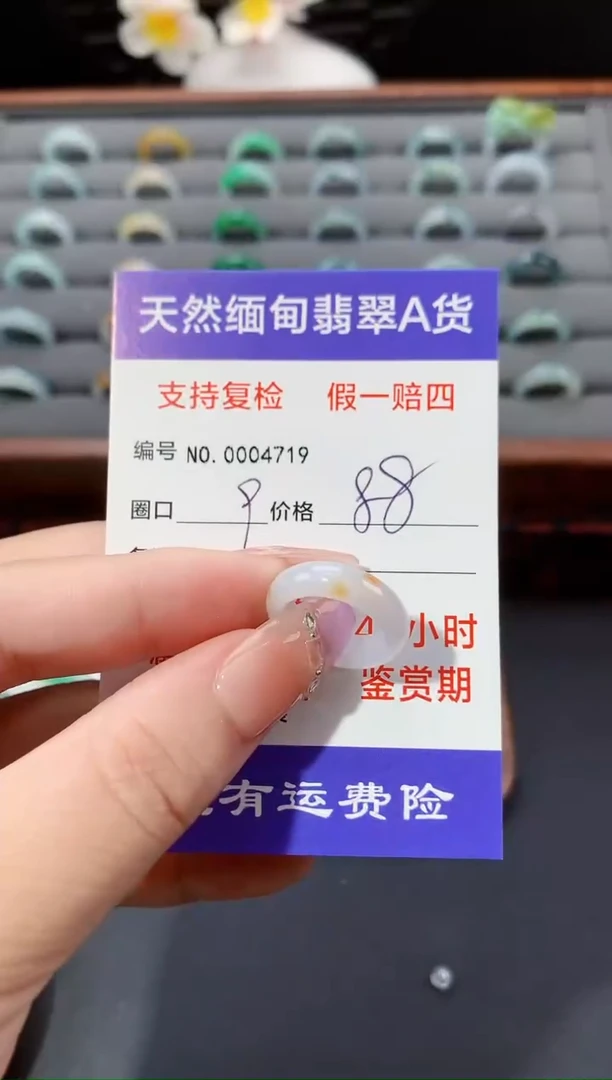 天然缅甸翡翠A货
支持复检 假一赔四
编号 NO.0004719
圈口 9 价格 88
小时
鉴赏期
有运费险